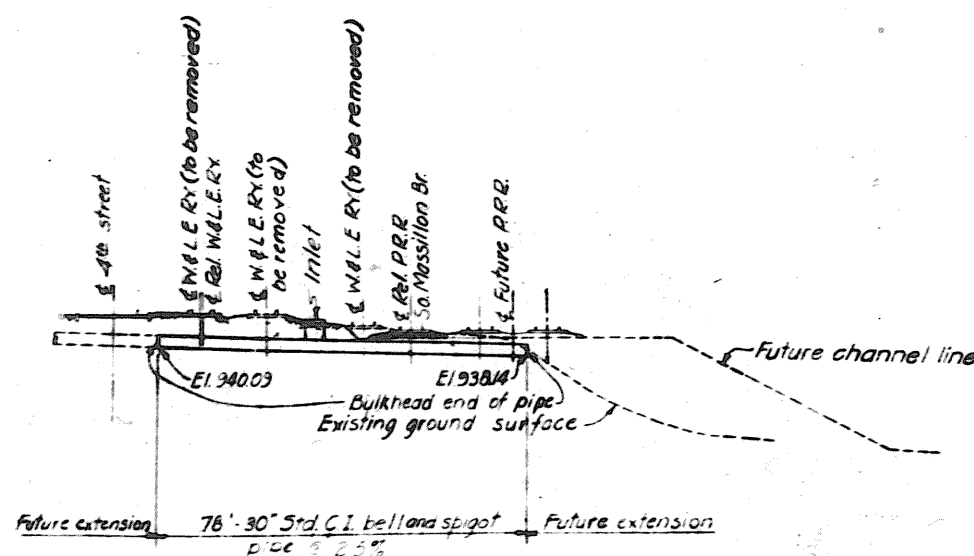 ℄ 4th street
℄ W.& L.E. Ry. (to be removed)
℄ Rel. W.& L.E. Ry.
℄ W.& L.E. Ry. (to
be removed)
Inlet
℄ W.& L.E. Ry. (to be removed)
℄ Rel. P.R.R.
So. Massillon Br.
℄ Future P.R.R.
Future channel line
El. 940.09
El. 938.14
Bulkhead end of pipe
Existing ground surface
Future extension
78'-30" Std. C.I. bell and spigot
pipe @ 2.5%
Future extension